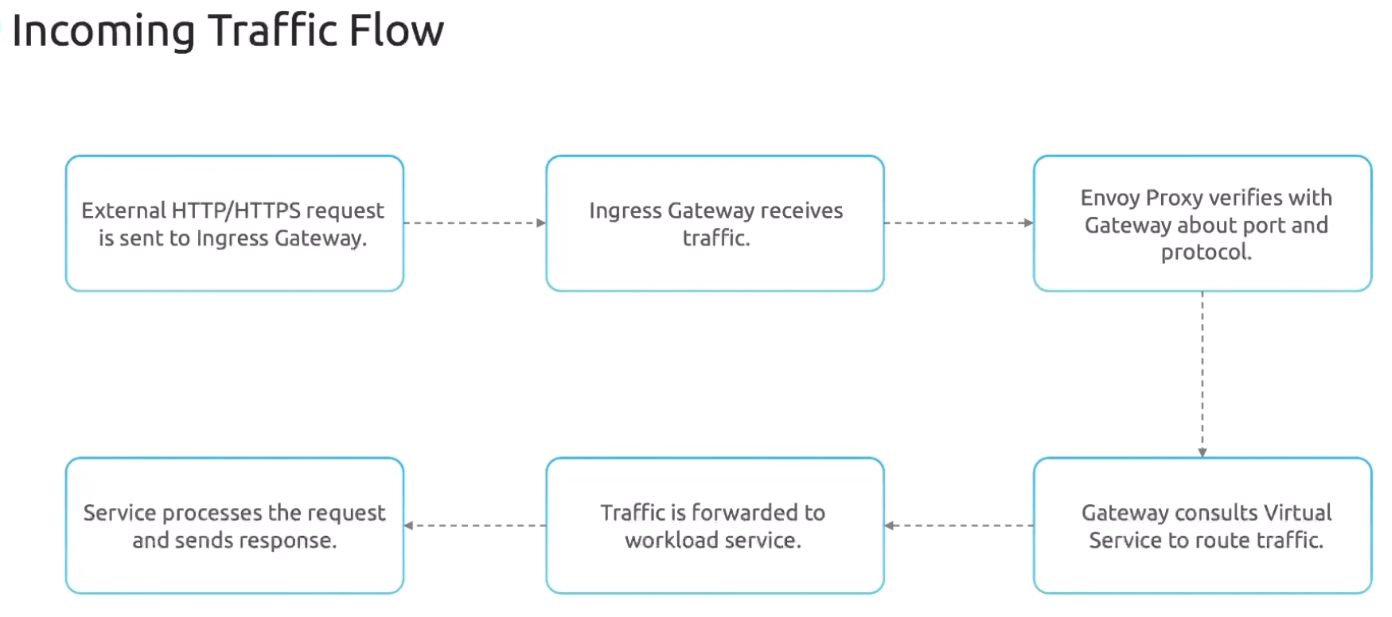 Incoming Traffic Flow
External HTTP/HTTPS request
is sent to Ingress Gateway.
Ingress Gateway receives
traffic.
Envoy Proxy verifies with
Gateway about port and
protocol.
Gateway consults Virtual
Service to route traffic.
Traffic is forwarded to
workload service.
Service processes the request
and sends response.